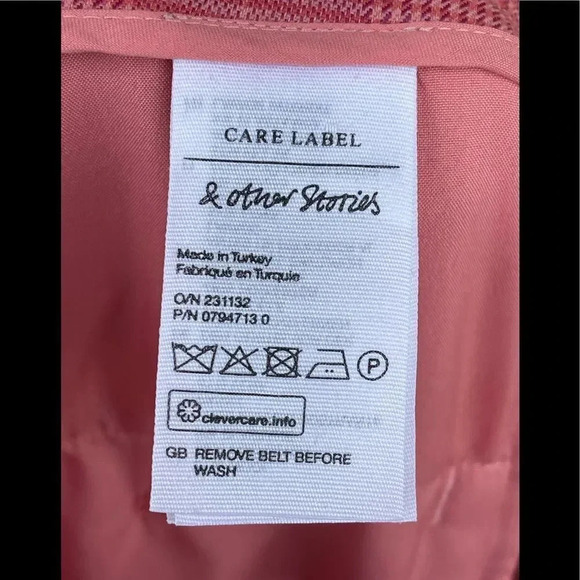 CARE LABEL
& other Stories
Made in Turkey
Fabriqué en Turquie
O/N 231132
P/N 0794713 0
P
clevercare.info
GB REMOVE BELT BEFORE
WASH